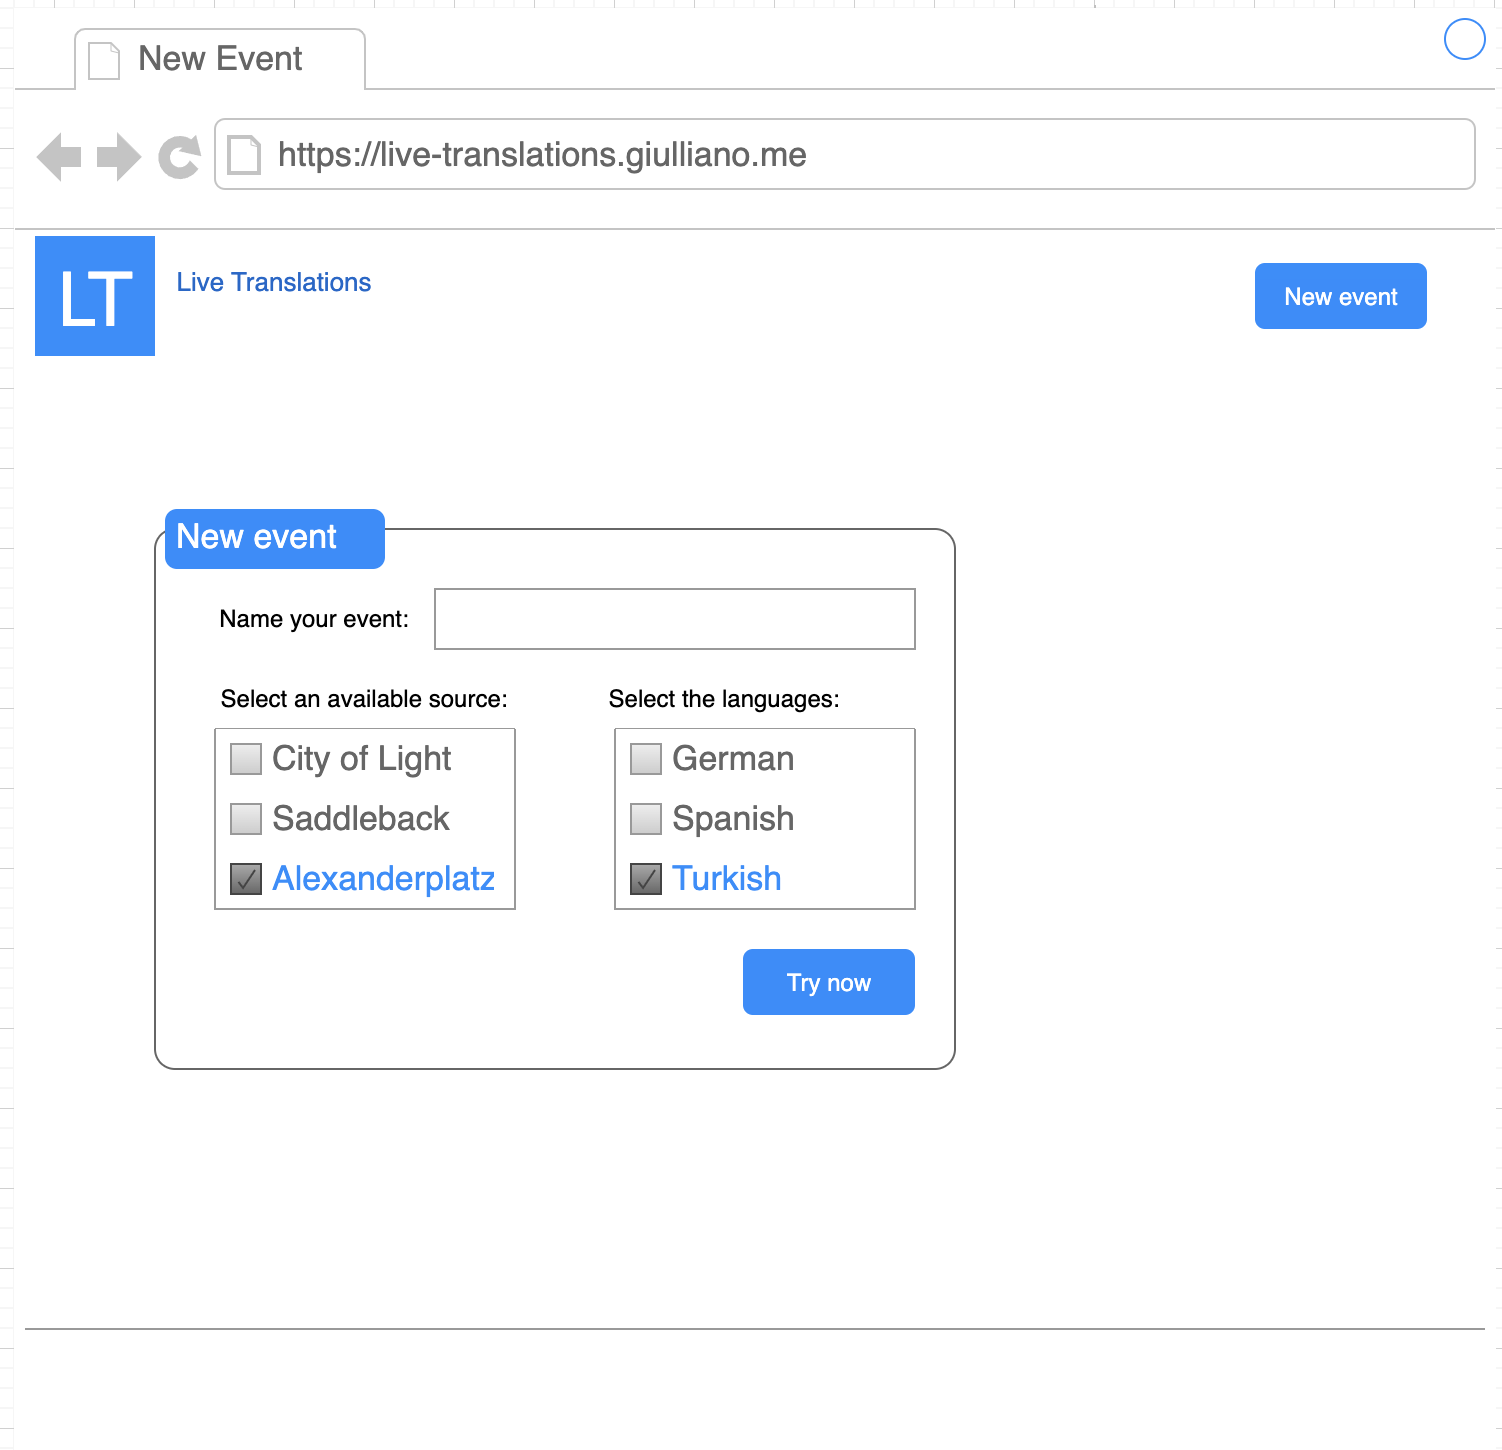 New Event
https://live-translations.giulliano.me
LT
Live Translations
New event
New event
Name your event:
Select an available source:
City of Light
Saddleback
Alexanderplatz
Select the languages:
German
Spanish
Turkish
Try now